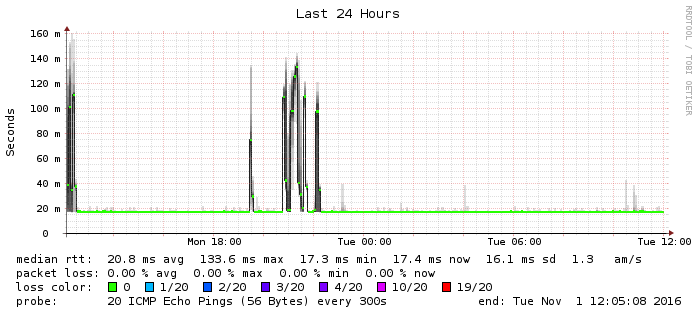 Last 24 Hours
RRDTOOL / TOBI OETIKER
Seconds
160 m
140 m
120 m
100 m
80 m
60 m
40 m
20 m
0
Mon 18:00 Tue 00:00 Tue 06:00 Tue 12:00
median rtt: 20.8 ms avg 133.6 ms max 17.3 ms min 17.4 ms now 16.1 ms sd 1.3 am/s
packet loss: 0.00 % avg 0.00 % max 0.00 % min 0.00 % now
loss color: 0 1/20 2/20 3/20 4/20 10/20 19/20
probe: 20 ICMP Echo Pings (56 Bytes) every 300s end: Tue Nov 1 12:05:08 2016